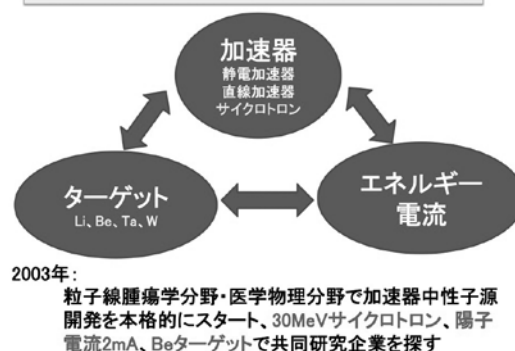 加速器
静電加速器
直線加速器
サイクロトロン
ターゲット
Li、Be、Ta、W
エネルギー
電流
2003年：
粒子線腫瘍学分野・医学物理分野で加速器中性子源
開発を本格的にスタート、30MeVサイクロトロン、陽子
電流2mA、Beターゲットで共同研究企業を探す